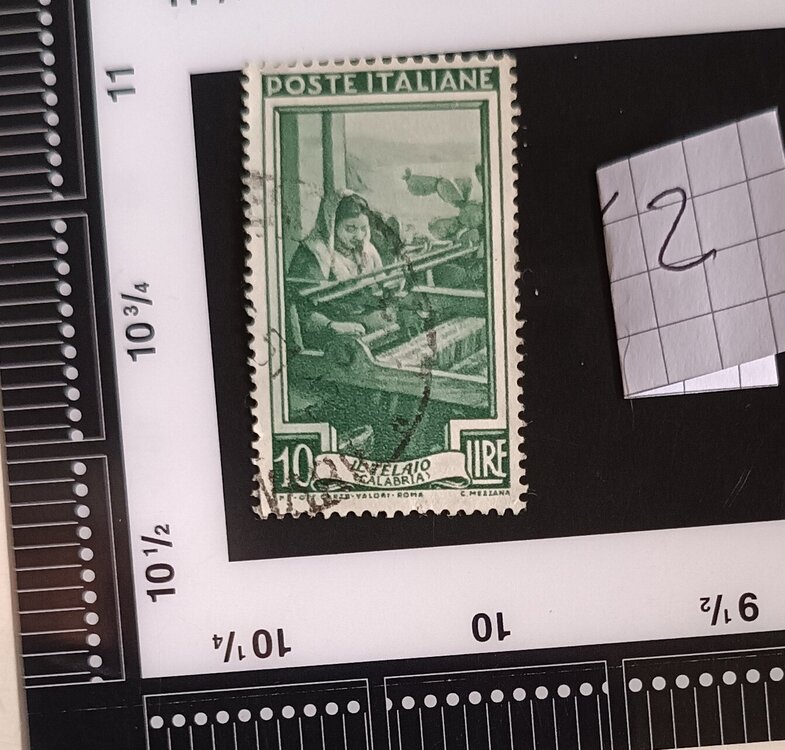 11
POSTE ITALIANE
2
10 3/4
10 LIRE
IL TELAIO
(CALABRIA)
C. MEZZANA
10 1/2
10 1/4
10
9 1/2